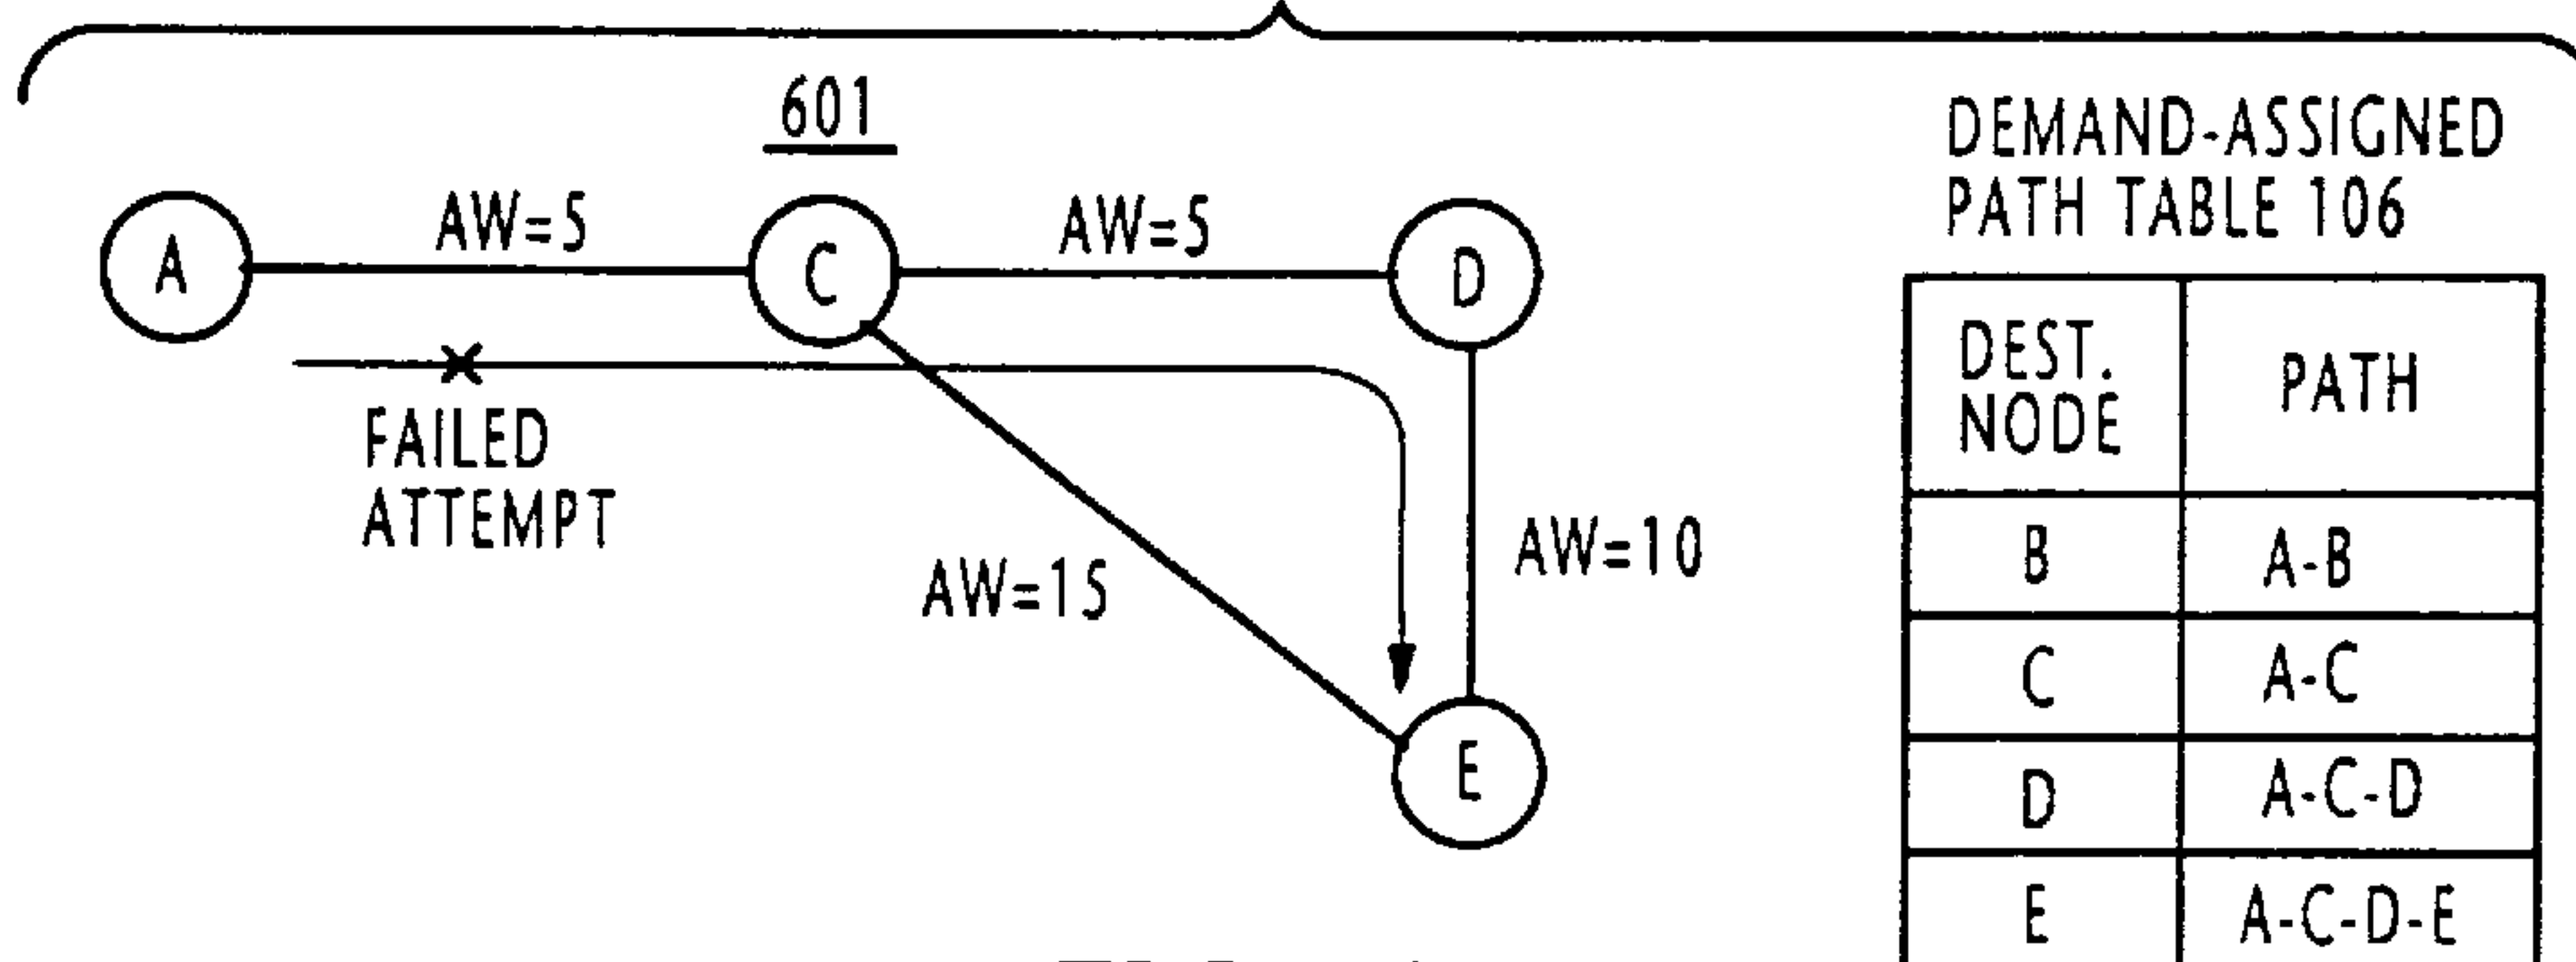 601
DEMAND-ASSIGNED
PATH TABLE 106
A
AW=5
C
AW=5
D
DEST.
NODE
PATH
FAILED
ATTEMPT
AW=15
AW=10
E
B
A-B
C
A-C
D
A-C-D
E
A-C-D-E